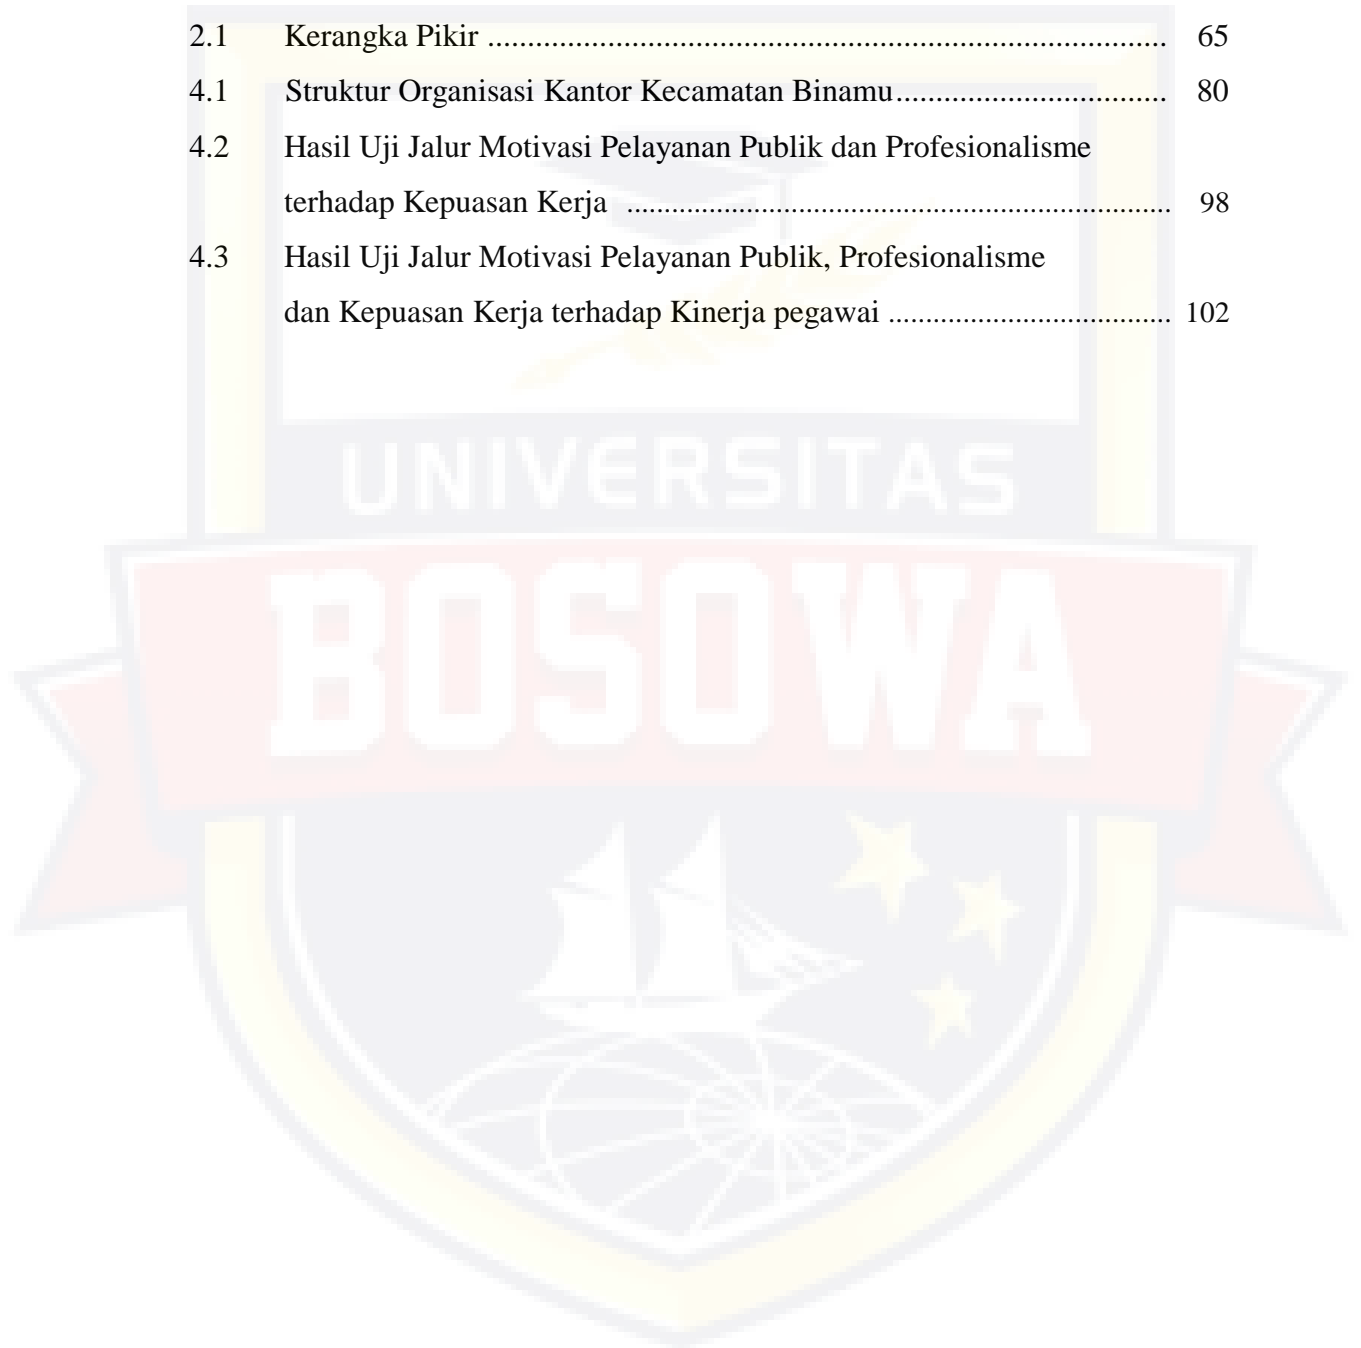 2.1 Kerangka Pikir ........................................................................ 65
4.1 Struktur Organisasi Kantor Kecamatan Binamu.................................. 80
4.2 Hasil Uji Jalur Motivasi Pelayanan Publik dan Profesionalisme
terhadap Kepuasan Kerja ......................................................................... 98
4.3 Hasil Uji Jalur Motivasi Pelayanan Publik, Profesionalisme
dan Kepuasan Kerja terhadap Kinerja pegawai ...................................... 102
UNIVERSITAS
BOSOWA